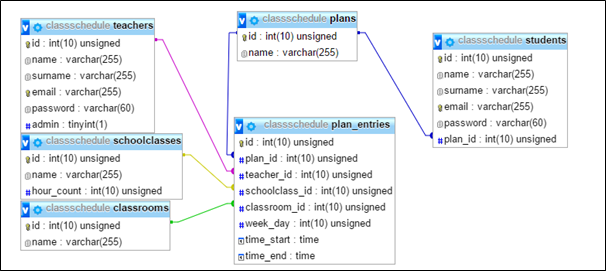 classschedule teachers
id : int(10) unsigned
name : varchar(255)
surname : varchar(255)
email : varchar(255)
password : varchar(60)
admin : tinyint(1)
classschedule schoolclasses
id : int(10) unsigned
name : varchar(255)
hour_count : int(10) unsigned
classschedule classrooms
id : int(10) unsigned
name : varchar(255)
classschedule plans
id : int(10) unsigned
name : varchar(255)
classschedule plan_entries
id : int(10) unsigned
plan_id : int(10) unsigned
teacher_id : int(10) unsigned
schoolclass_id : int(10) unsigned
classroom_id : int(10) unsigned
week_day : int(10) unsigned
time_start : time
time_end : time
classschedule students
id : int(10) unsigned
name : varchar(255)
surname : varchar(255)
email : varchar(255)
password : varchar(60)
plan_id : int(10) unsigned